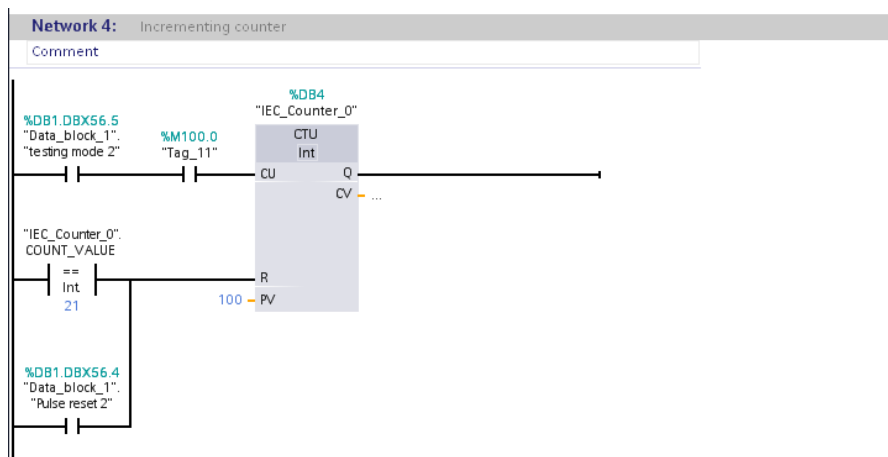 Network 4: Incrementing counter
Comment
%DB4
"IEC_Counter_0"
%DB1.DBX56.5
"Data_block_1".
"testing mode 2"
%M100.0
"Tag_11"
CTU
Int
CU
Q
CV
...
"IEC_Counter_0".
COUNT_VALUE
==
Int
21
R
100
PV
%DB1.DBX56.4
"Data_block_1".
"Pulse reset 2"